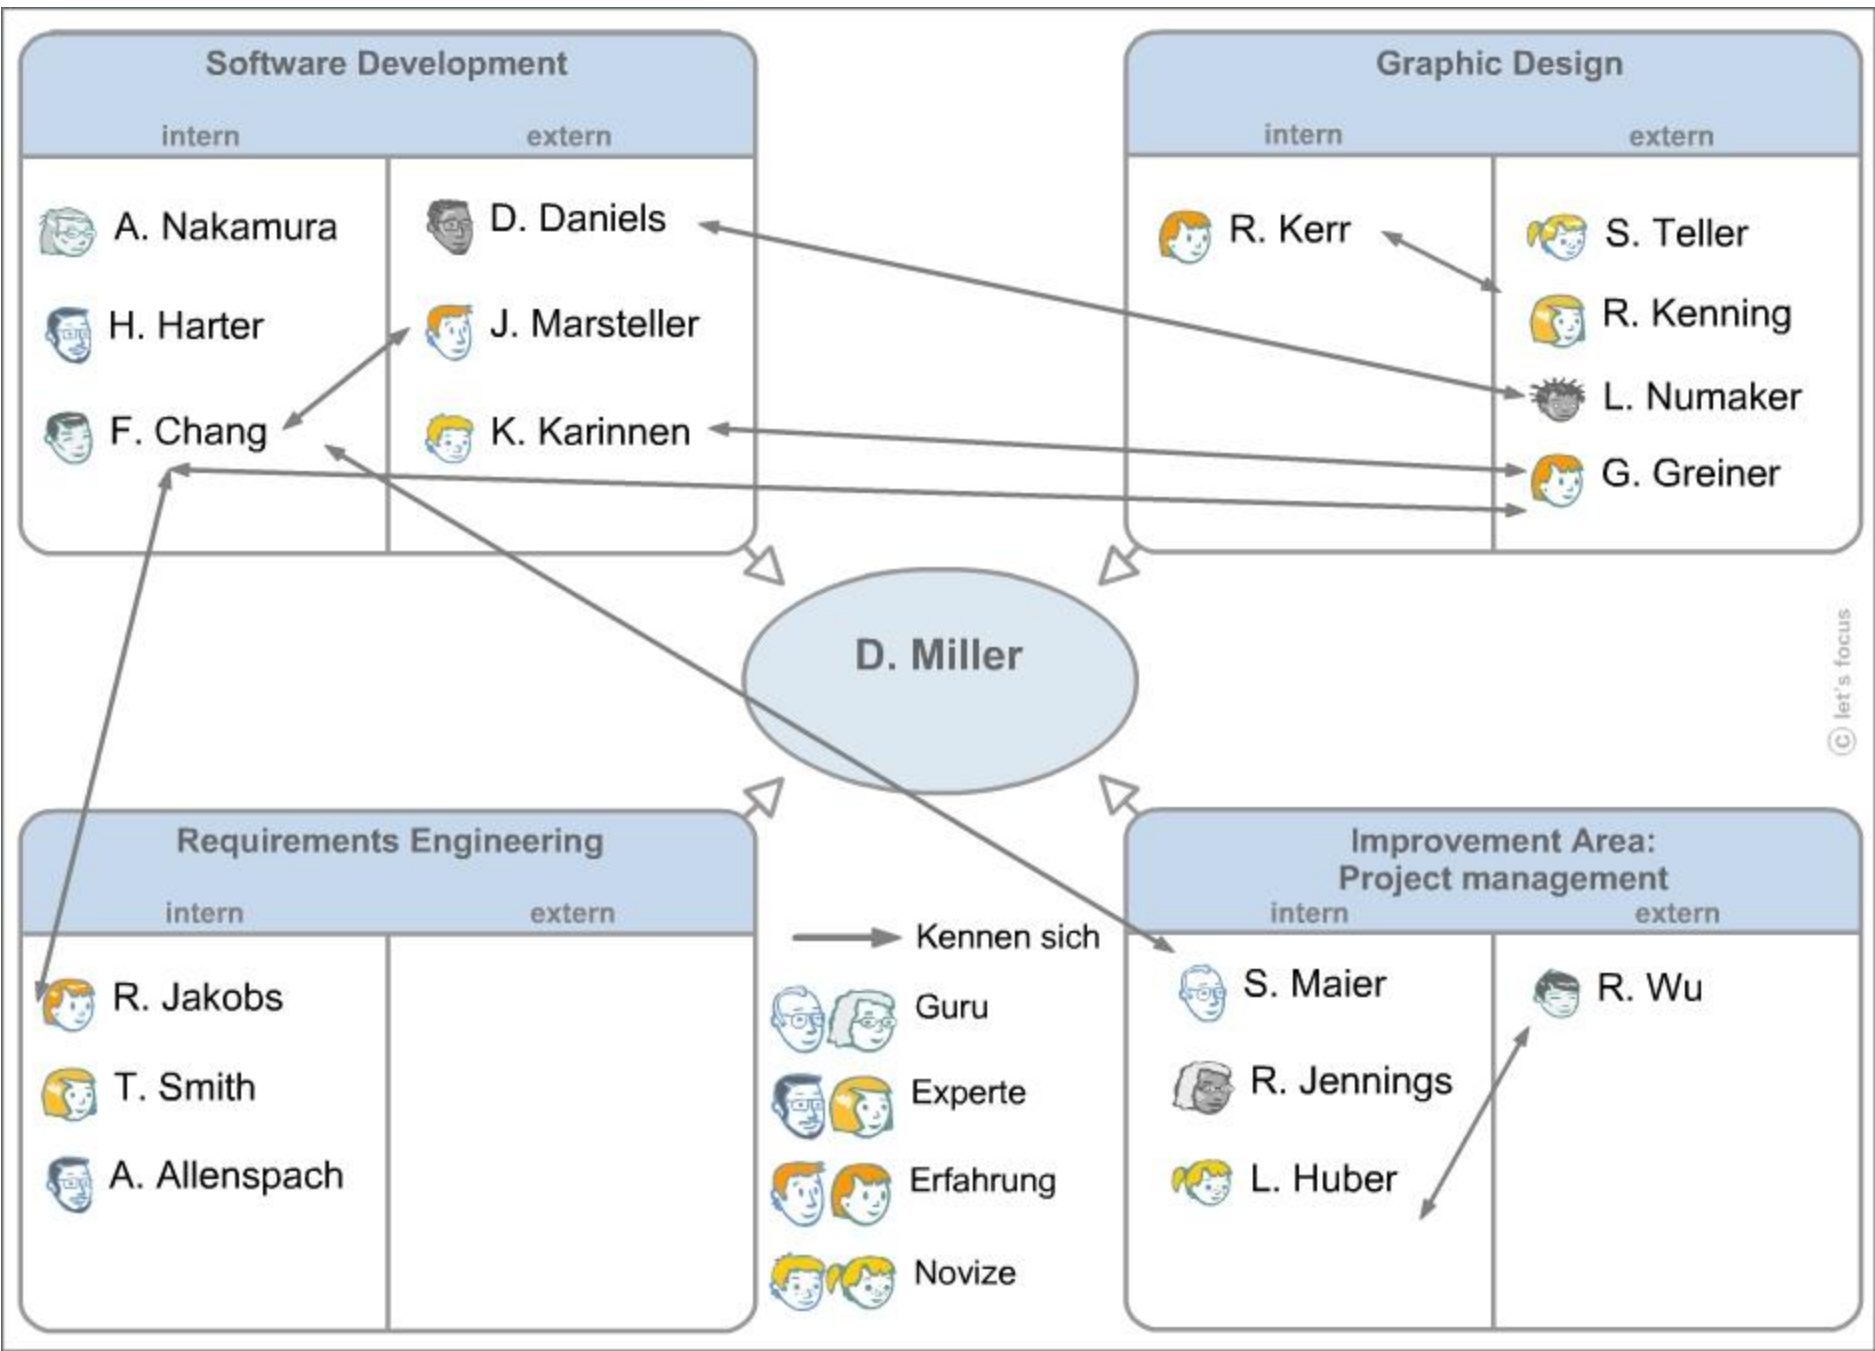 Software Development
intern
extern
A. Nakamura
H. Harter
F. Chang
D. Daniels
J. Marsteller
K. Karinnen
Graphic Design
intern
extern
R. Kerr
S. Teller
R. Kenning
L. Numaker
G. Greiner
D. Miller
© let's focus
Requirements Engineering
intern
extern
R. Jakobs
T. Smith
A. Allenspach
Kennen sich
Guru
Experte
Erfahrung
Novize
Improvement Area:
Project management
intern
extern
S. Maier
R. Jennings
L. Huber
R. Wu